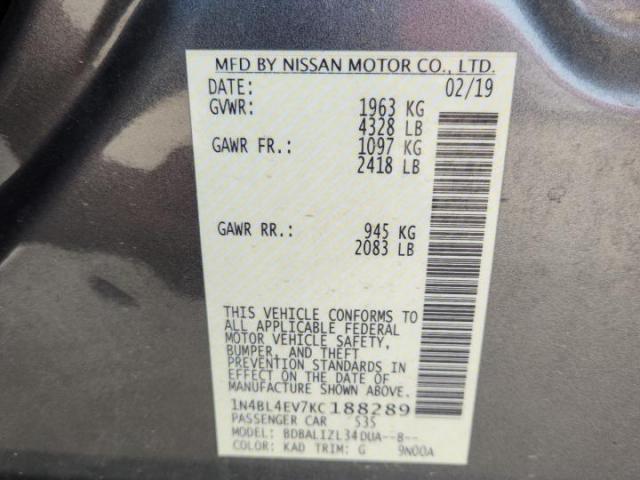 MFD BY NISSAN MOTOR CO., LTD.
DATE: 02/19
GVWR: 1963 KG
4328 LB
GAWR FR.: 1097 KG
2418 LB
GAWR RR.: 945 KG
2083 LB
THIS VEHICLE CONFORMS TO
ALL APPLICABLE FEDERAL
MOTOR VEHICLE SAFETY,
BUMPER, AND THEFT
PREVENTION STANDARDS IN
EFFECT ON THE DATE OF
MANUFACTURE SHOWN ABOVE.
1N4BL4EV7KC188289
PASSENGER CAR 535
MODEL: BDBALIZL34DUA--8--
COLOR: KAD TRIM: G 9N00A